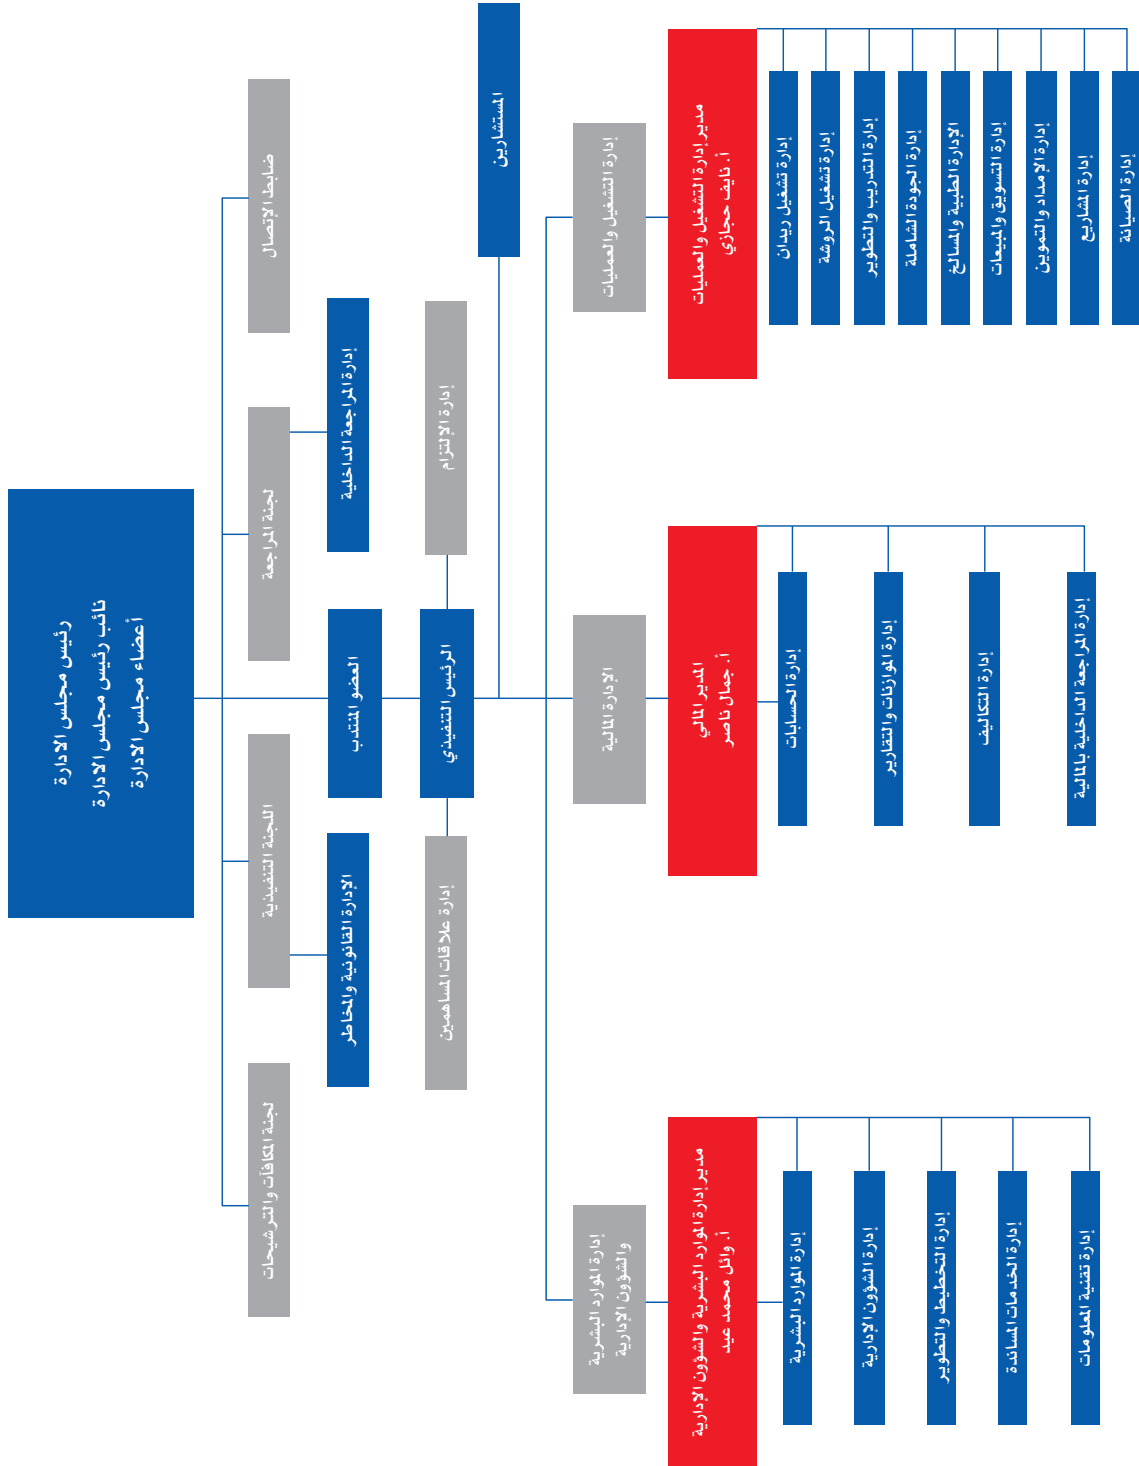 رئيس مجلس الادارة
نائب رئيس مجلس الادارة
أعضاء مجلس الادارة
ضابط الإتصال
لجنة المراجعة
اللجنة التنفيذية
لجنة المكافآت والترشيحات
إدارة المراجعة الداخلية
العضو المنتدب
الإدارة القانونية والمخاطر
إدارة الإلتزام
الرئيس التنفيذي
إدارة علاقات المساهمين
المستشارين
إدارة التشغيل والعمليات
الإدارة المالية
إدارة الموارد البشرية
والشؤون الإدارية
مدير إدارة التشغيل والعمليات
أ. نايف حجازي
المدير المالي
أ. جمال ناصر
مدير إدارة الموارد البشرية والشؤون الإدارية
أ. وائل محمد عيد
إدارة تشغيل ريدان
إدارة تشغيل الروشة
إدارة التدريب والتطوير
إدارة الجودة الشاملة
الإدارة الطبية والمسالخ
إدارة التسويق والمبيعات
إدارة الإمداد والتموين
إدارة المشاريع
إدارة الصيانة
إدارة الحسابات
إدارة الموازنات والتقارير
إدارة التكاليف
إدارة المراجعة الداخلية بالمالية
إدارة الموارد البشرية
إدارة الشؤون الإدارية
إدارة التخطيط والتطوير
إدارة الخدمات المساندة
إدارة تقنية المعلومات